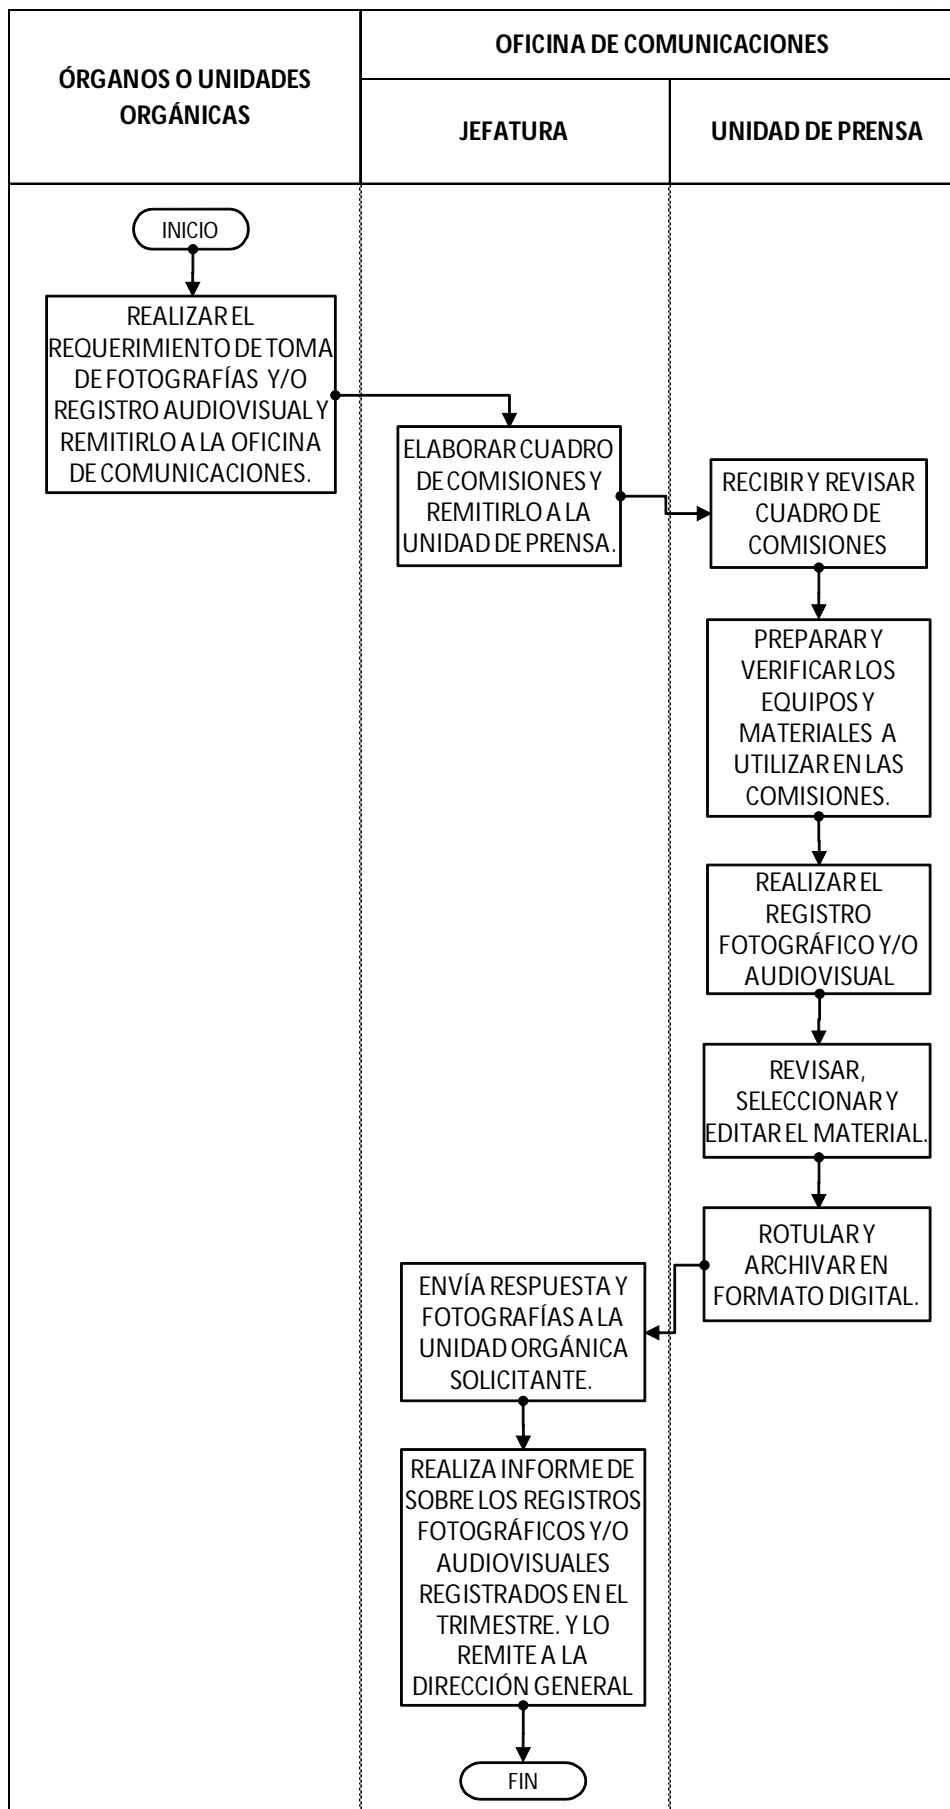 ÓRGANOS O UNIDADES
ORGÁNICAS
OFICINA DE COMUNICACIONES
JEFATURA
UNIDAD DE PRENSA
INICIO
REALIZAR EL
REQUERIMIENTO DE TOMA
DE FOTOGRAFÍAS Y/O
REGISTRO AUDIOVISUAL Y
REMITIRLO A LA OFICINA
DE COMUNICACIONES.
ELABORAR CUADRO
DE COMISIONES Y
REMITIRLO A LA
UNIDAD DE PRENSA.
RECIBIR Y REVISAR
CUADRO DE
COMISIONES
PREPARAR Y
VERIFICAR LOS
EQUIPOS Y
MATERIALES A
UTILIZAR EN LAS
COMISIONES.
REALIZAR EL
REGISTRO
FOTOGRÁFICO Y/O
AUDIOVISUAL
REVISAR,
SELECCIONAR Y
EDITAR EL MATERIAL.
ROTULAR Y
ARCHIVAR EN
FORMATO DIGITAL.
ENVÍA RESPUESTA Y
FOTOGRAFÍAS A LA
UNIDAD ORGÁNICA
SOLICITANTE.
REALIZA INFORME DE
SOBRE LOS REGISTROS
FOTOGRÁFICOS Y/O
AUDIOVISUALES
REGISTRADOS EN EL
TRIMESTRE. Y LO
REMITE A LA
DIRECCIÓN GENERAL
FIN